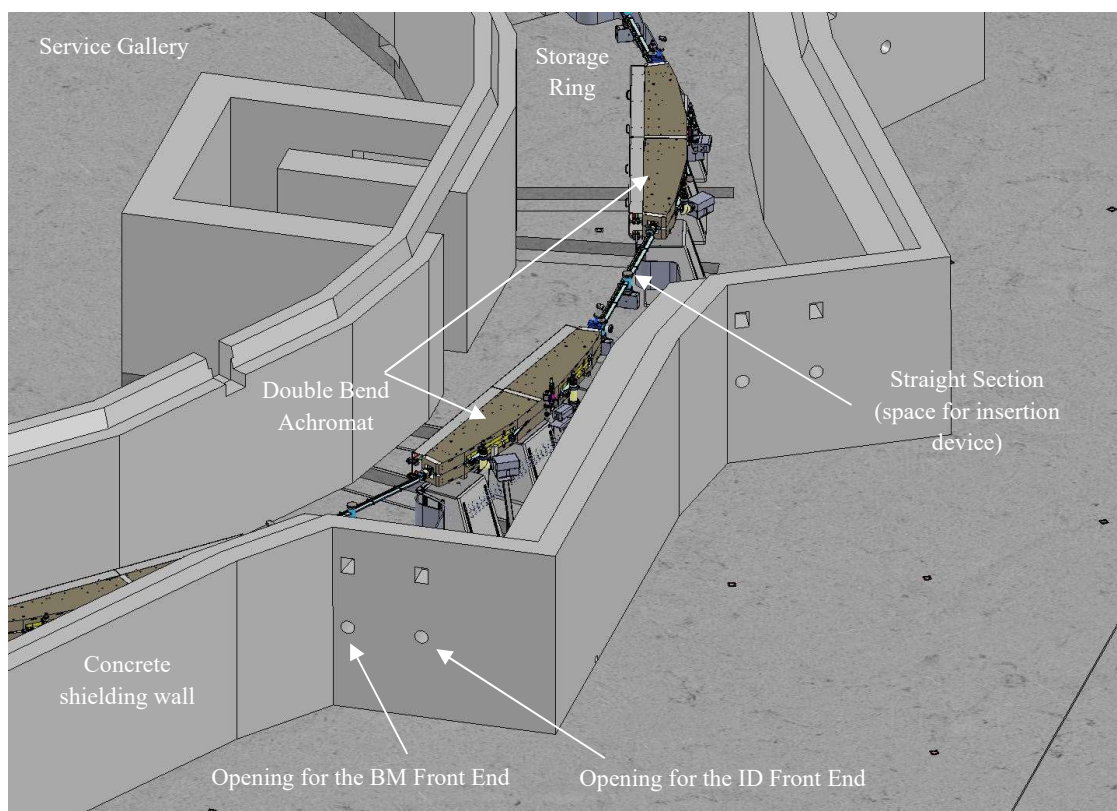 Service Gallery
Storage
Ring
Double Bend
Achromat
Straight Section
(space for insertion
device)
Concrete
shielding wall
Opening for the BM Front End
Opening for the ID Front End